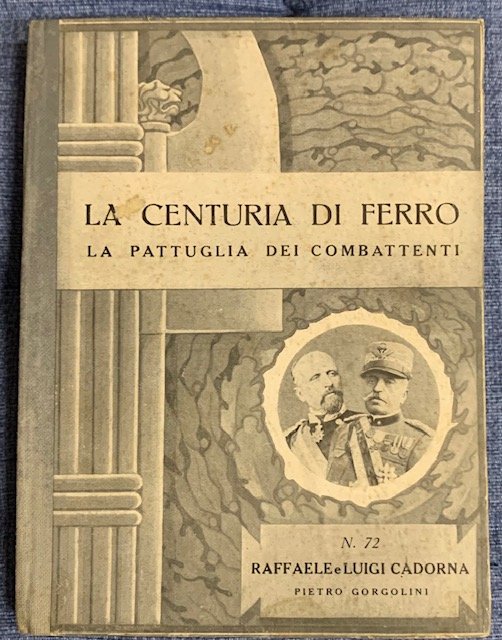 LA CENTURIA DI FERRO
LA PATTUGLIA DEI COMBATTENTI
N. 72
RAFFAELE e LUIGI CADORNA
PIETRO GORGOLINI